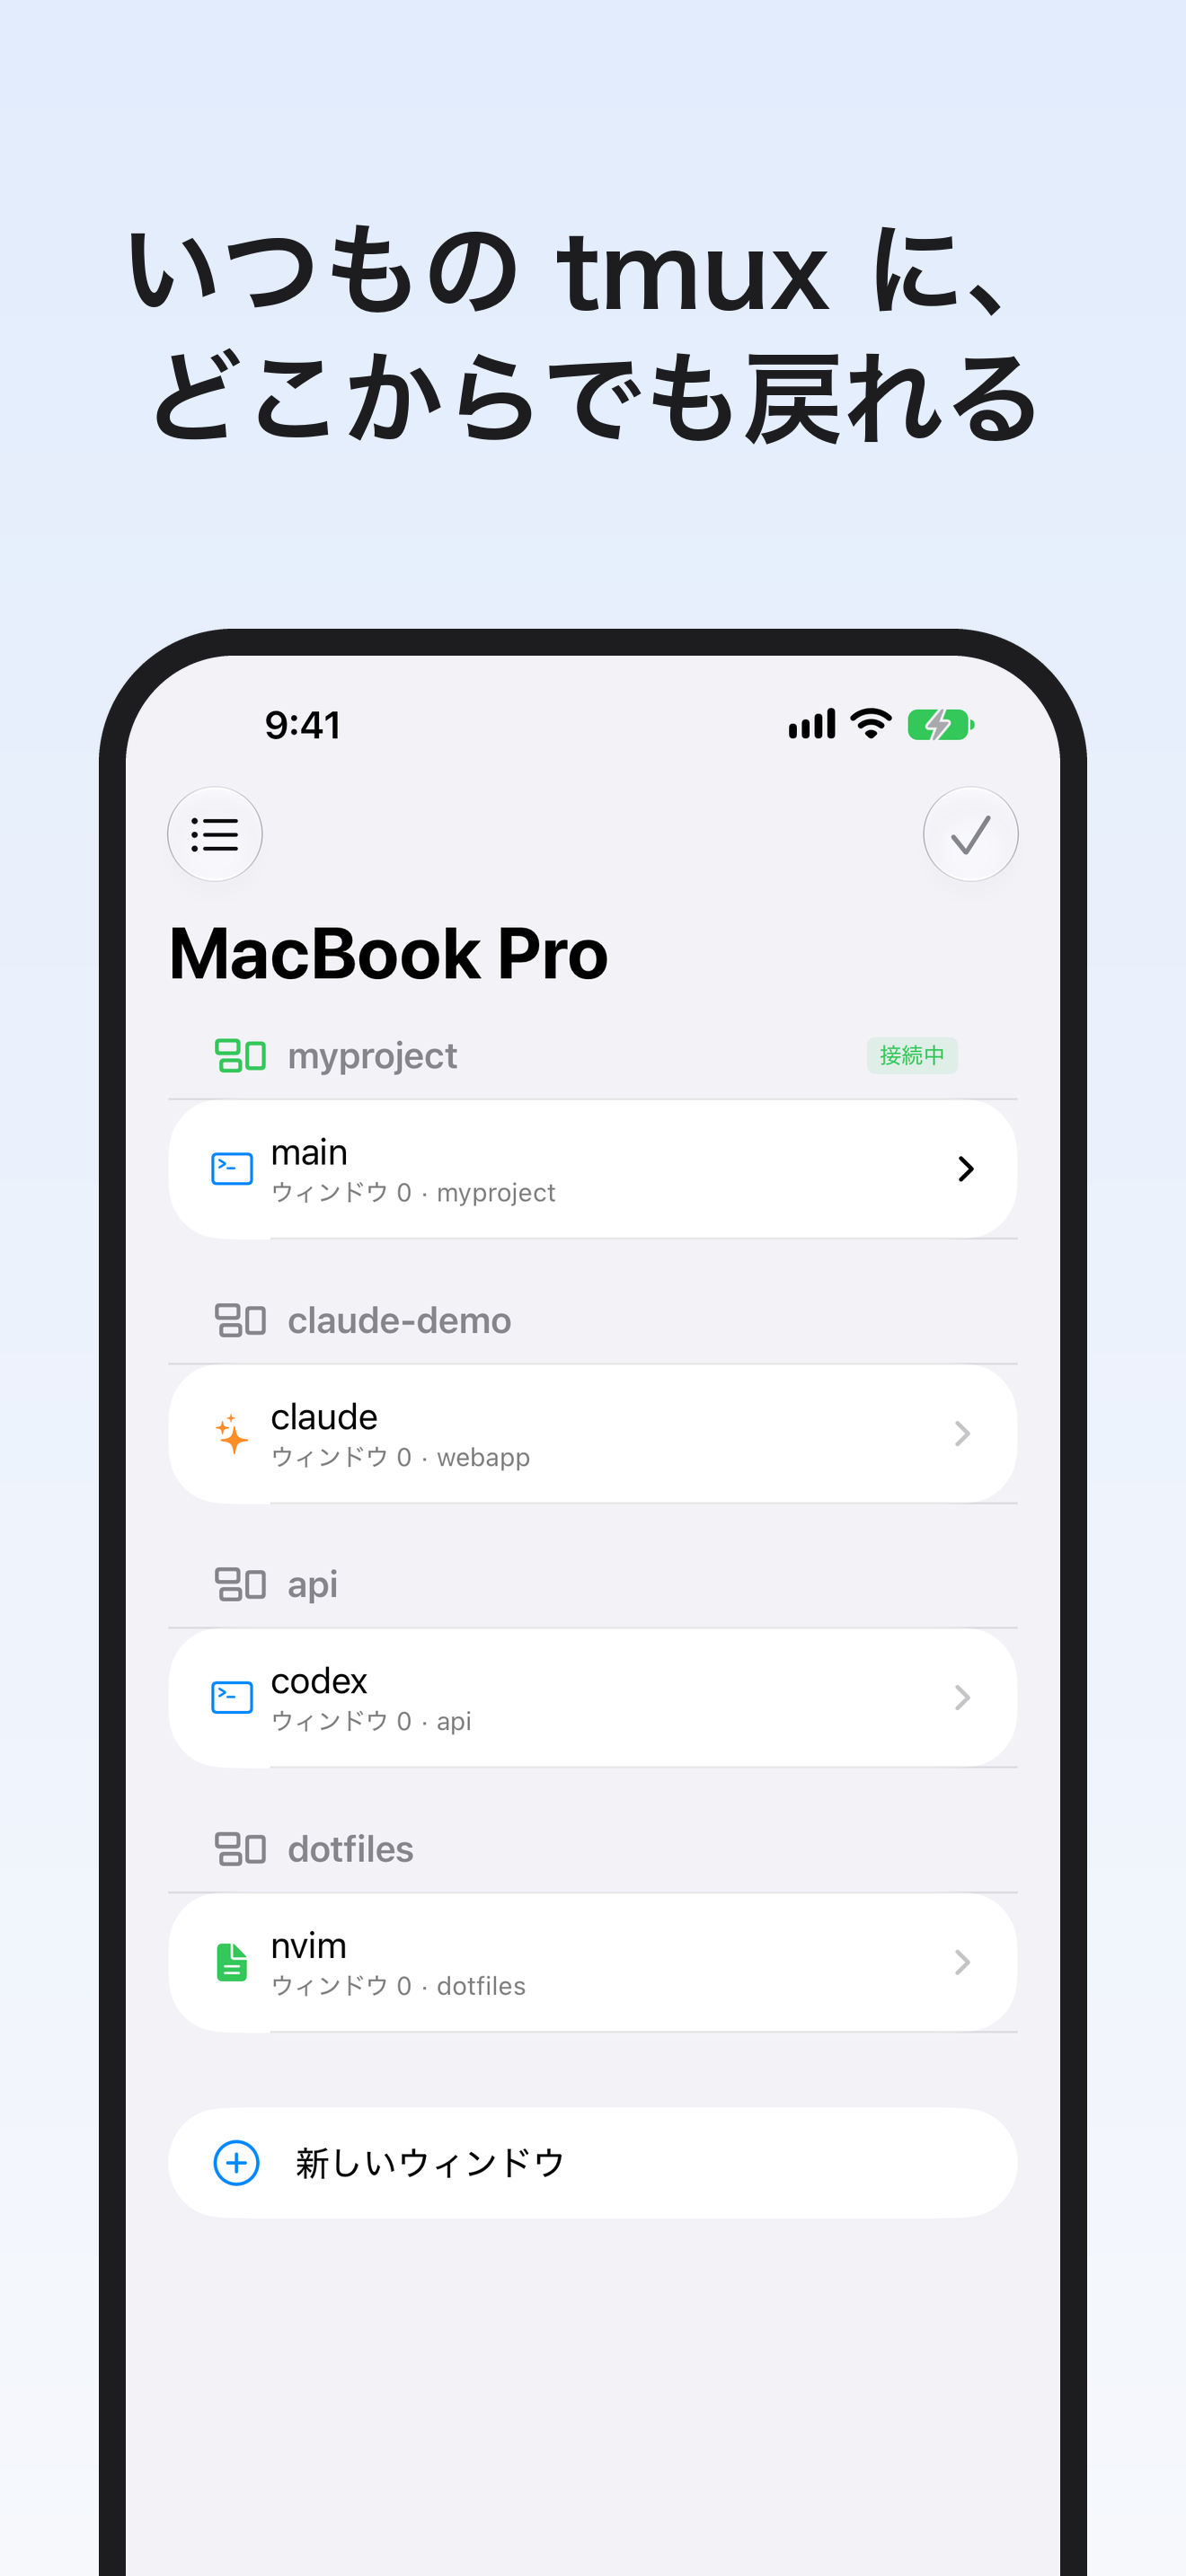 いつもの tmux に、
どこからでも戻れる
9:41
MacBook Pro
myproject
接続中
main
ウィンドウ 0 · myproject
claude-demo
claude
ウィンドウ 0 · webapp
api
codex
ウィンドウ 0 · api
dotfiles
nvim
ウィンドウ 0 · dotfiles
新しいウィンドウ